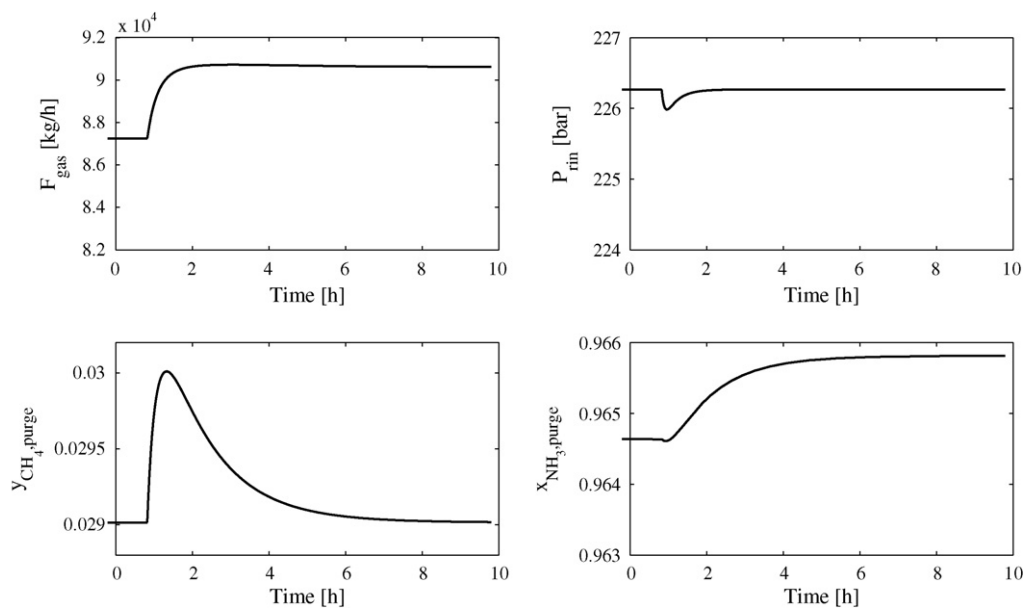 x 10^4
9.2
9
8.8
8.6
8.4
8.2
F_gas [kg/h]
0 2 4 6 8 10
Time [h]
227
226
225
224
P_rin [bar]
0 2 4 6 8 10
Time [h]
0.03
0.0295
0.029
y_CH4,purge
0 2 4 6 8 10
Time [h]
0.966
0.965
0.964
0.963
x_NH3,purge
0 2 4 6 8 10
Time [h]